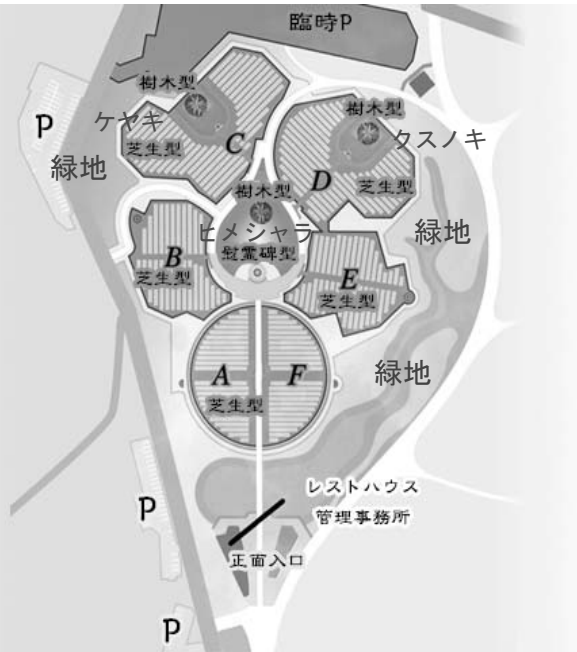 臨時P
樹木型
P
ケヤキ
芝生型
C
緑地
樹木型
クスノキ
D
芝生型
樹木型
ヒメシャラ
慰霊碑型
緑地
B
芝生型
E
芝生型
A
F
芝生型
緑地
レストハウス
管理事務所
P
正面入口
P